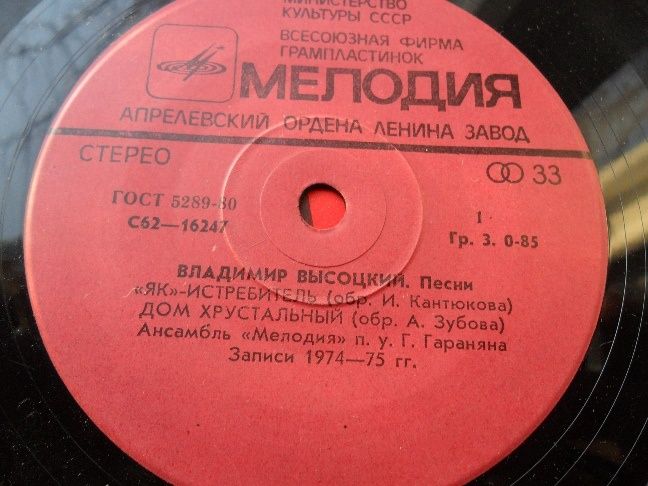 МИНИСТЕРСТВО
КУЛЬТУРЫ СССР
ВСЕСОЮЗНАЯ ФИРМА
ГРАМПЛАСТИНОК
МЕЛОДИЯ
АПРЕЛЕВСКИЙ ОРДЕНА ЛЕНИНА ЗАВОД
СТЕРЕО
33
ГОСТ 5289-80
С62—16247
1
Гр. 3. 0-85
ВЛАДИМИР ВЫСОЦКИЙ. Песни
«ЯК»-ИСТРЕБИТЕЛЬ (обр. И. Кантюкова)
ДОМ ХРУСТАЛЬНЫЙ (обр. А. Зубова)
Ансамбль «Мелодия» п. у. Г. Гараняна
Записи 1974—75 гг.